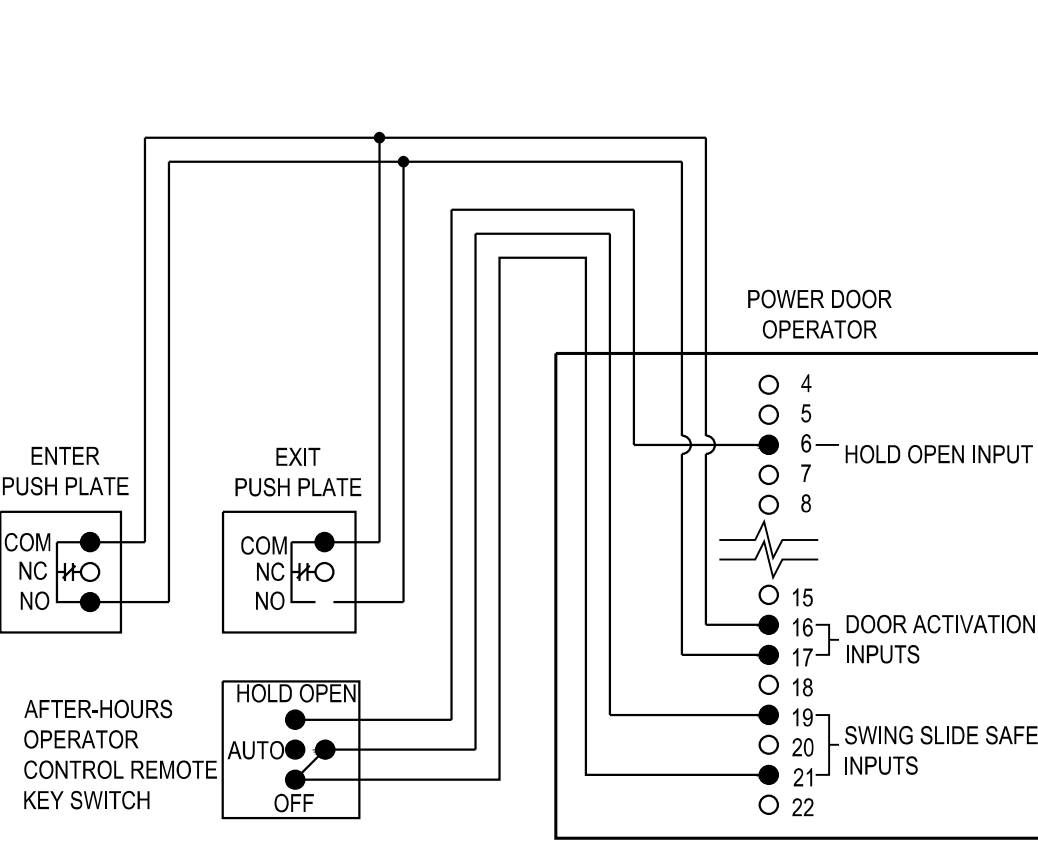 POWER DOOR
OPERATOR
4
5
6
HOLD OPEN INPUT
7
8
15
16
DOOR ACTIVATION
17
INPUTS
18
19
SWING SLIDE SAFE
20
INPUTS
21
22
ENTER
PUSH PLATE
COM
NC
NO
EXIT
PUSH PLATE
COM
NC
NO
AFTER-HOURS
OPERATOR
CONTROL REMOTE
KEY SWITCH
HOLD OPEN
AUTO
OFF